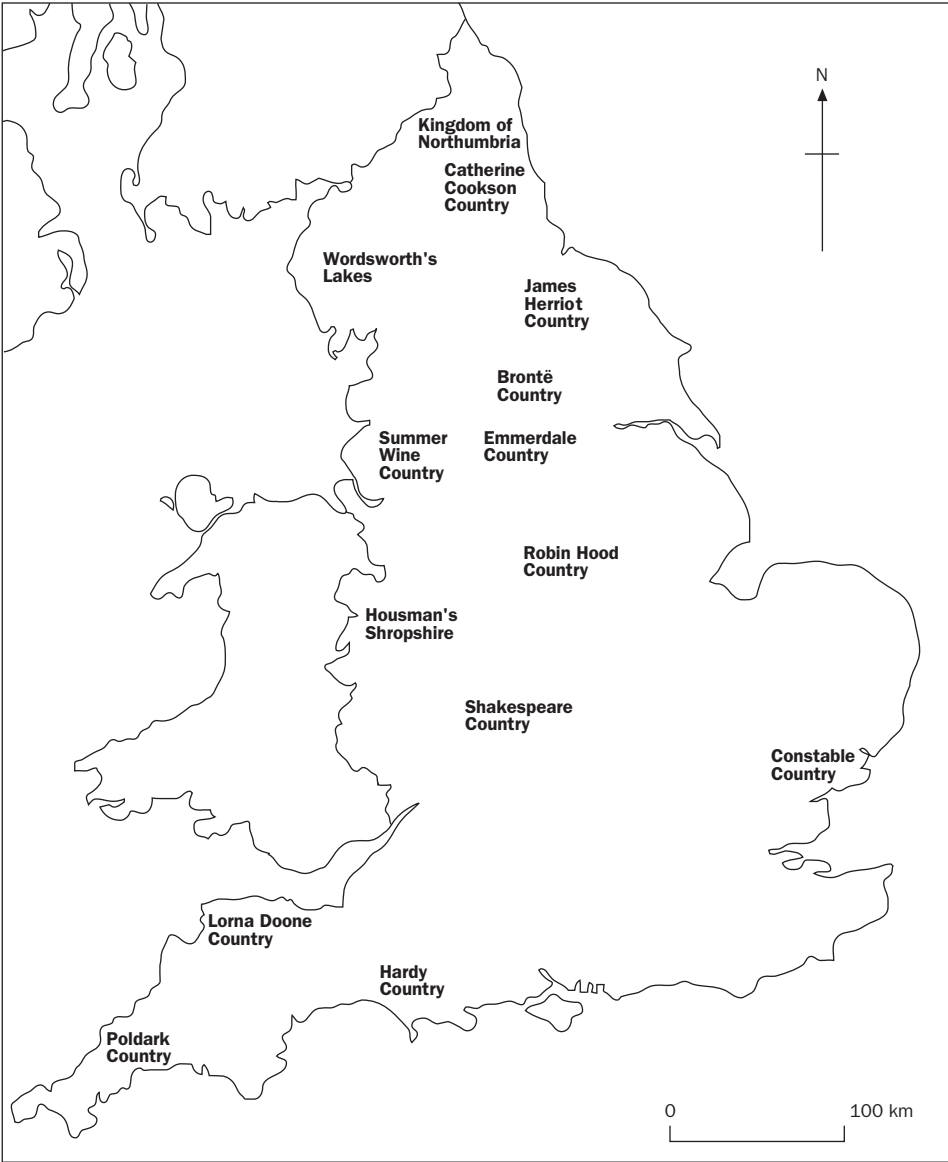 N
Kingdom of
Northumbria
Catherine
Cookson
Country
Wordsworth's
Lakes
James
Herriot
Country
Brontë
Country
Summer
Wine
Country
Emmerdale
Country
Robin Hood
Country
Housman's
Shropshire
Shakespeare
Country
Constable
Country
Lorna Doone
Country
Hardy
Country
Poldark
Country
0 100 km